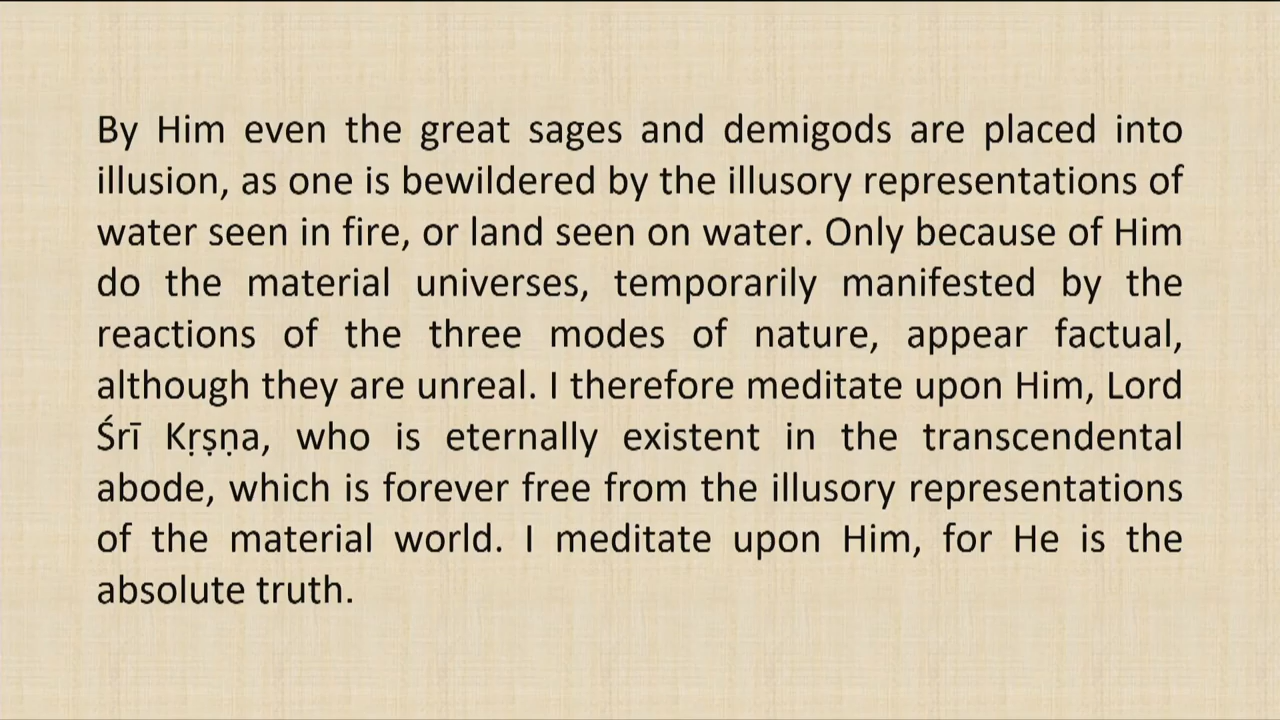 By Him even the great sages and demigods are placed into
illusion, as one is bewildered by the illusory representations of
water seen in fire, or land seen on water. Only because of Him
do the material universes, temporarily manifested by the
reactions of the three modes of nature, appear factual,
although they are unreal. I therefore meditate upon Him, Lord
Śrī Kṛṣṇa, who is eternally existent in the transcendental
abode, which is forever free from the illusory representations
of the material world. I meditate upon Him, for He is the
absolute truth.